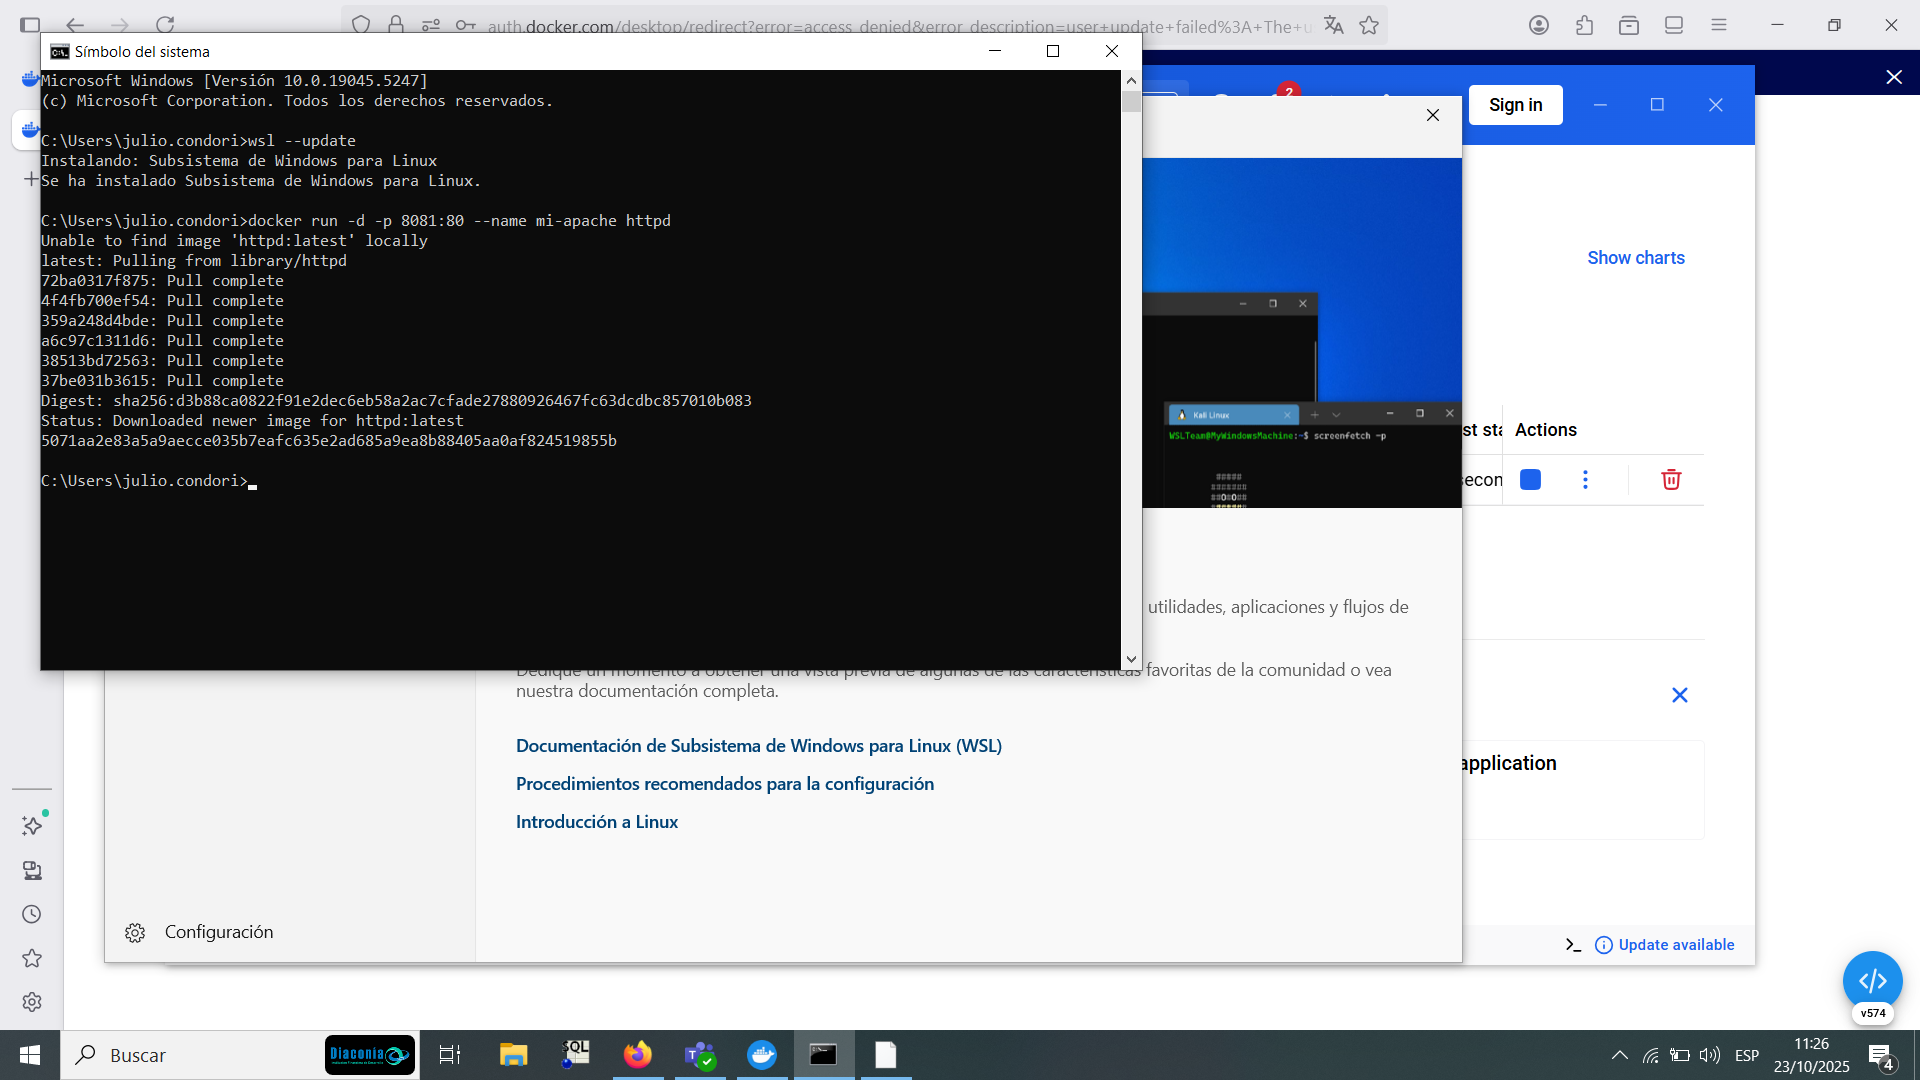 auth.docker.com/desktop/redirect?error=access_denied&error_description=user+update+failed%3A+The+u
Símbolo del sistema
Microsoft Windows [Versión 10.0.19045.5247]
(c) Microsoft Corporation. Todos los derechos reservados.
C:\Users\julio.condori>wsl --update
Instalando: Subsistema de Windows para Linux
Se ha instalado Subsistema de Windows para Linux.
C:\Users\julio.condori>docker run -d -p 8081:80 --name mi-apache httpd
Unable to find image 'httpd:latest' locally
latest: Pulling from library/httpd
72ba0317f875: Pull complete
4f4fb700ef54: Pull complete
359a248d4bde: Pull complete
a6c97c1311d6: Pull complete
38513bd72563: Pull complete
37be031b3615: Pull complete
Digest: sha256:d3b88ca0822f91e2dec6eb58a2ac7cfade27880926467fc63dcdbc857010b083
Status: Downloaded newer image for httpd:latest
5071aa2e83a5a9aecce035b7eafc635e2ad685a9ea8b88405aa0af824519855b
C:\Users\julio.condori>
2
Sign in
Show charts
Kali Linux
WSLTeam@MyWindowsMachine:~$ screenfetch -p
#####
#######
##O#O##
st sta
Actions
secon
utilidades, aplicaciones y flujos de
Dedique un momento a obtener una vista previa de algunas de las características favoritas de la comunidad o vea
nuestra documentación completa.
Documentación de Subsistema de Windows para Linux (WSL)
Procedimientos recomendados para la configuración
Introducción a Linux
Configuración
application
Update available
v574
Buscar
Diaconia
SQL
ESP
11:26
23/10/2025
4